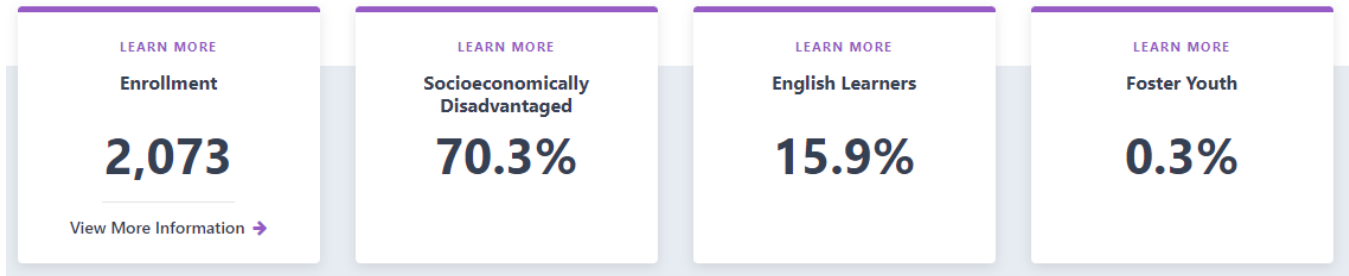 LEARN MORE
Enrollment
2,073
View More Information
LEARN MORE
Socioeconomically
Disadvantaged
70.3%
LEARN MORE
English Learners
15.9%
LEARN MORE
Foster Youth
0.3%